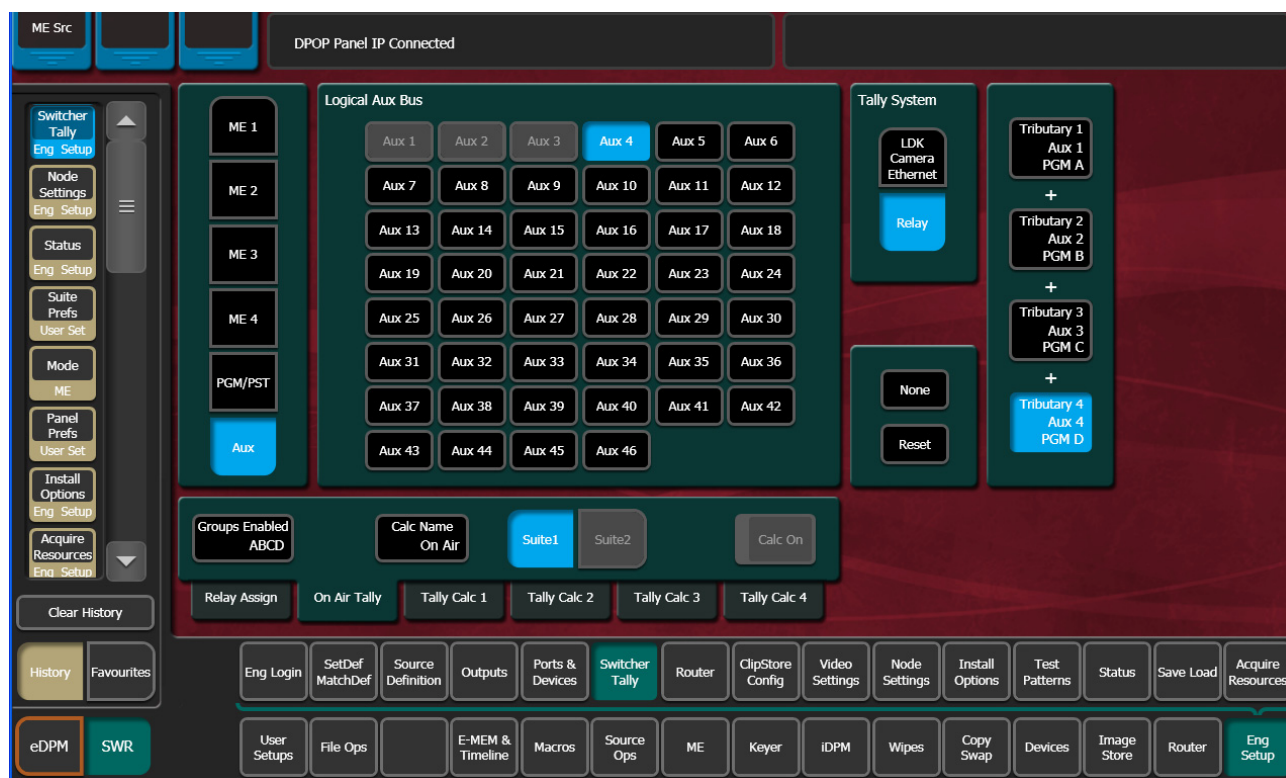 ME Src
DPOP Panel IP Connected
Switcher
Tally
Eng Setup
Node
Settings
Eng Setup
Status
Eng Setup
Suite
Prefs
User Set
Mode
ME
Panel
Prefs
User Set
Install
Options
Eng Setup
Acquire
Resources
Eng Setup
Clear History
History
Favourites
eDPM
SWR
ME 1
ME 2
ME 3
ME 4
PGM/PST
Aux
Logical Aux Bus
Aux 1 Aux 2 Aux 3 Aux 4 Aux 5 Aux 6
Aux 7 Aux 8 Aux 9 Aux 10 Aux 11 Aux 12
Aux 13 Aux 14 Aux 15 Aux 16 Aux 17 Aux 18
Aux 19 Aux 20 Aux 21 Aux 22 Aux 23 Aux 24
Aux 25 Aux 26 Aux 27 Aux 28 Aux 29 Aux 30
Aux 31 Aux 32 Aux 33 Aux 34 Aux 35 Aux 36
Aux 37 Aux 38 Aux 39 Aux 40 Aux 41 Aux 42
Aux 43 Aux 44 Aux 45 Aux 46
Tally System
LDK
Camera
Ethernet
Relay
None
Reset
Tributary 1
Aux 1
PGM A
+
Tributary 2
Aux 2
PGM B
+
Tributary 3
Aux 3
PGM C
+
Tributary 4
Aux 4
PGM D
Groups Enabled
ABCD
Calc Name
On Air
Suite1
Suite2
Calc On
Relay Assign
On Air Tally
Tally Calc 1
Tally Calc 2
Tally Calc 3
Tally Calc 4
Eng Login
SetDef
MatchDef
Source
Definition
Outputs
Ports &
Devices
Switcher
Tally
Router
ClipStore
Config
Video
Settings
Node
Settings
Install
Options
Test
Patterns
Status
Save Load
Acquire
Resources
User
Setups
File Ops
E-MEM &
Timeline
Macros
Source
Ops
ME
Keyer
iDPM
Wipes
Copy
Swap
Devices
Image
Store
Router
Eng
Setup